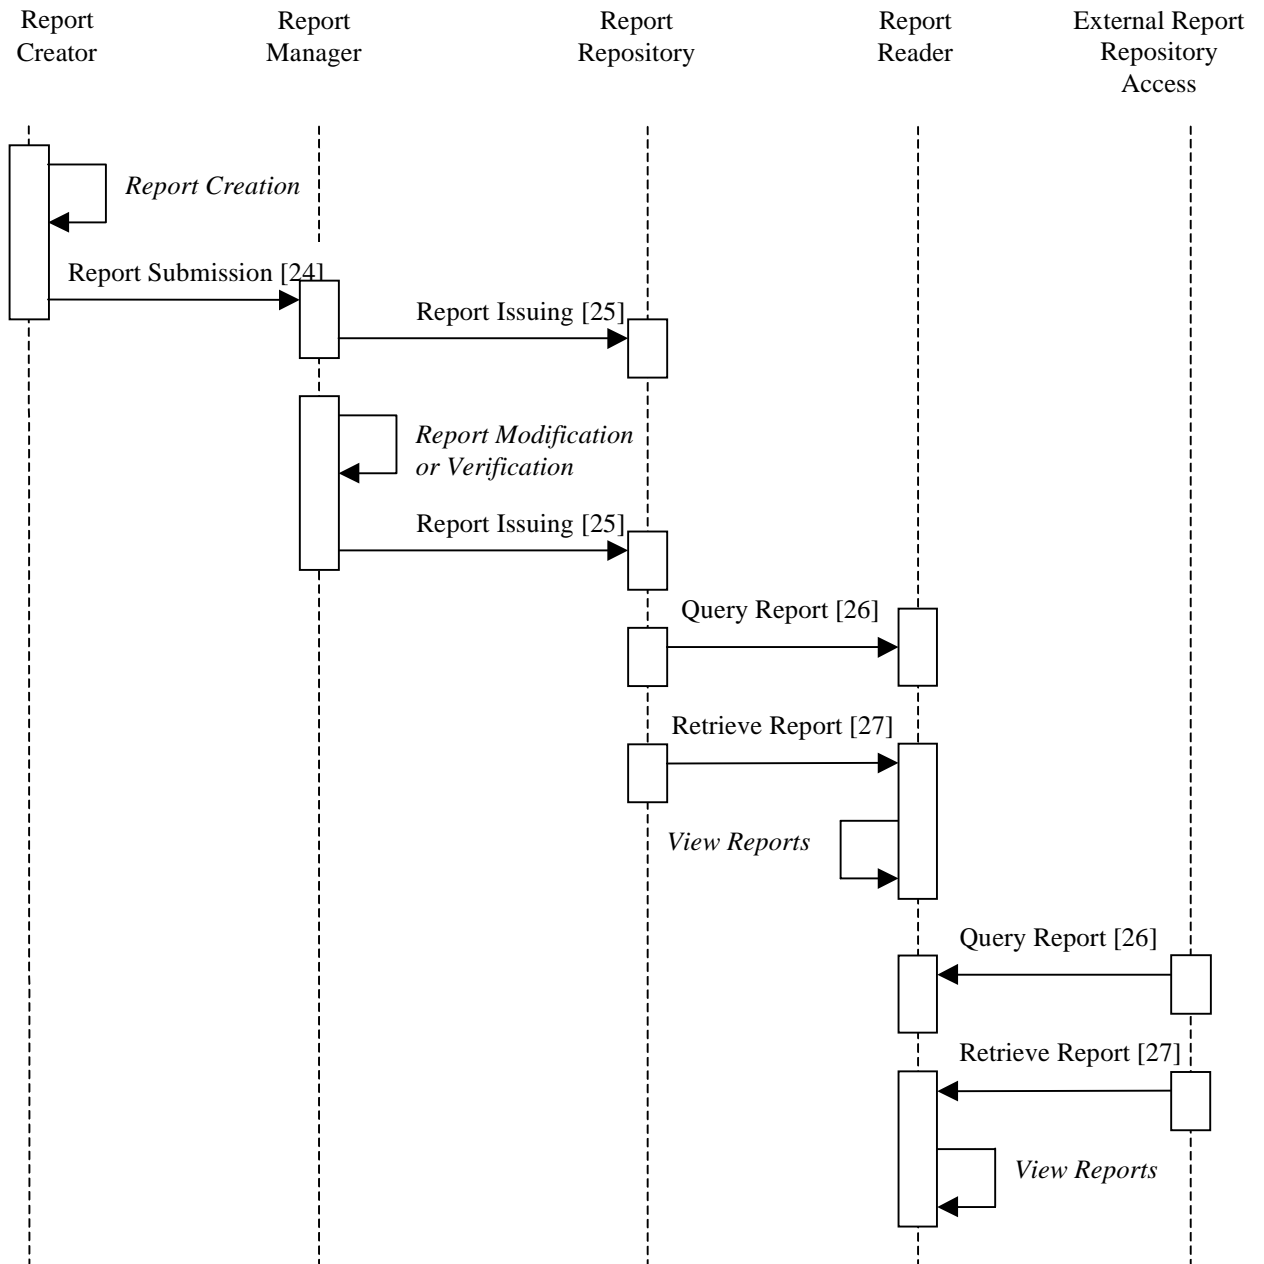 Report
Creator
Report
Manager
Report
Repository
Report
Reader
External Report
Repository
Access
Report Creation
Report Submission [24]
Report Issuing [25]
Report Modification
or Verification
Report Issuing [25]
Query Report [26]
Retrieve Report [27]
View Reports
Query Report [26]
Retrieve Report [27]
View Reports